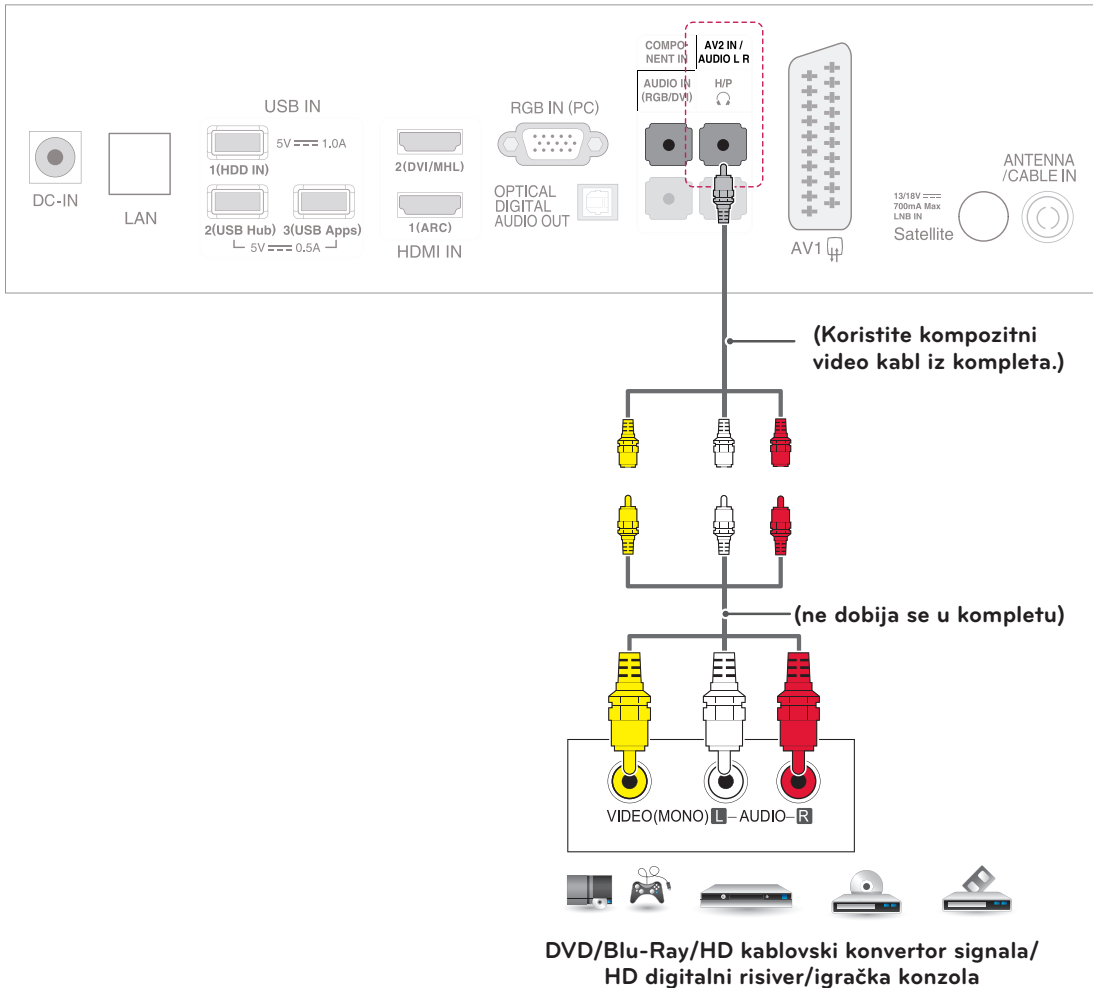 COMPO-
NENT IN
AV2 IN /
AUDIO L R
AUDIO IN
(RGB/DVI)
H/P
USB IN
5V 1.0A
1(HDD IN)
2(USB Hub)
3(USB Apps)
5V 0.5A
DC-IN
LAN
2(DVI/MHL)
1(ARC)
HDMI IN
RGB IN (PC)
OPTICAL
DIGITAL
AUDIO OUT
AV1
13/18V
700mA Max
LNB IN
Satellite
ANTENNA
/CABLE IN
(Koristite kompozitni
video kabl iz kompleta.)
(ne dobija se u kompletu)
VIDEO(MONO) L – AUDIO – R
DVD/Blu-Ray/HD kablovski konvertor signala/
HD digitalni risiver/igračka konzola